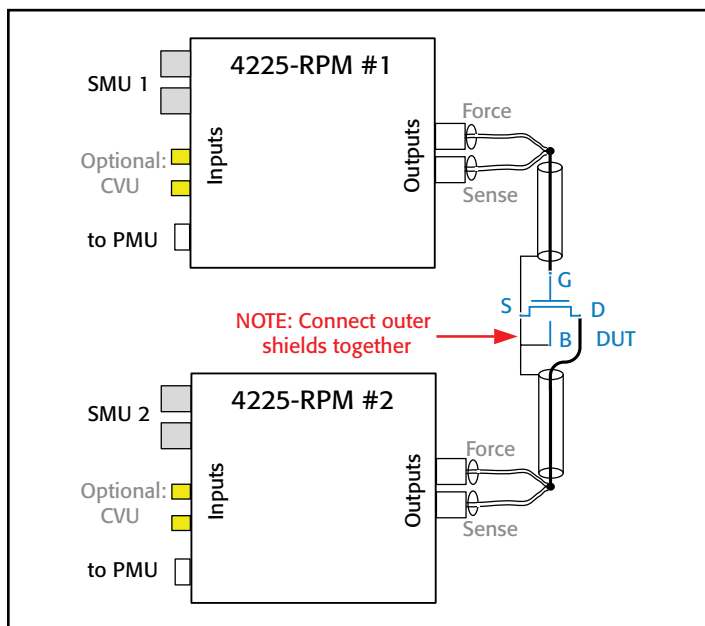 4225-RPM #1
SMU 1
Inputs
Outputs
Force
Optional:
CVU
Sense
to PMU
G
S
D
NOTE: Connect outer
shields together
B
DUT
4225-RPM #2
SMU 2
Inputs
Outputs
Force
Optional:
CVU
Sense
to PMU